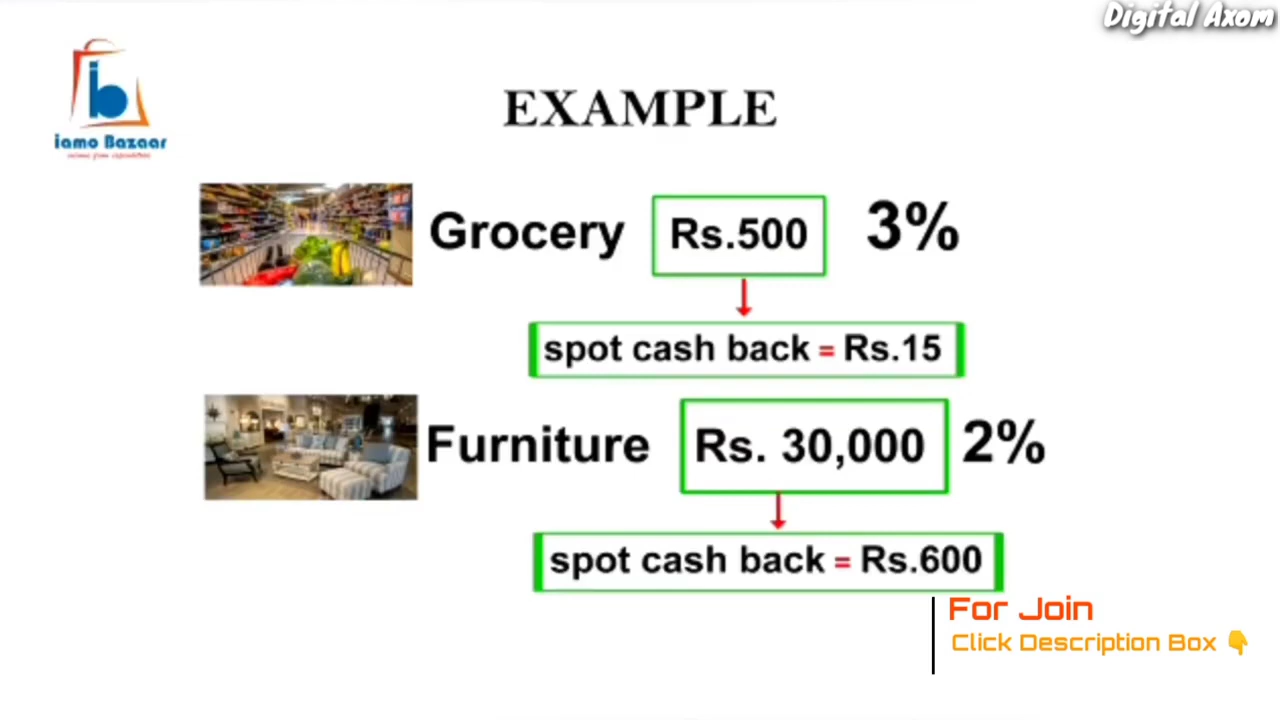 Digital Axom
iamo Bazaar
EXAMPLE
Grocery Rs.500 3%
spot cash back = Rs.15
Furniture Rs. 30,000 2%
spot cash back = Rs.600
For Join
Click Description Box 👇